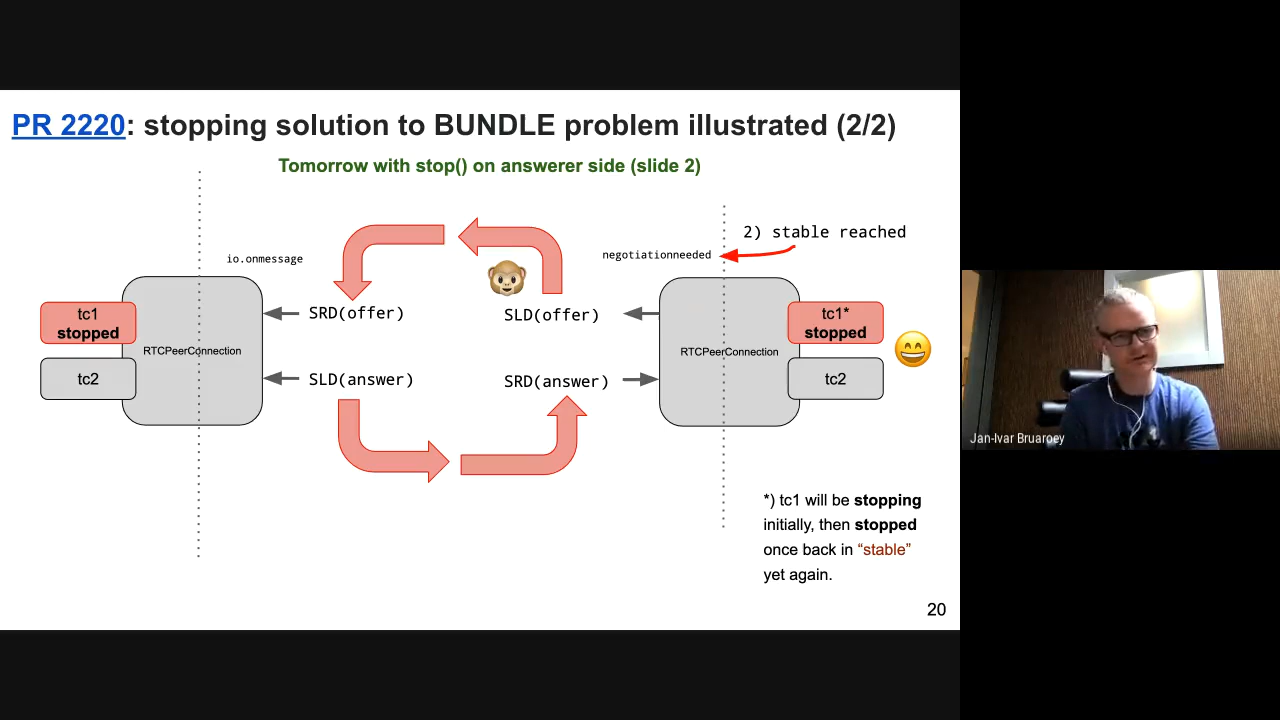 PR 2220: stopping solution to BUNDLE problem illustrated (2/2)
Tomorrow with stop() on answerer side (slide 2)
2) stable reached
io.onmessage
negotiationneeded
tc1
stopped
SRD(offer)
SLD(offer)
tc1*
stopped
RTCPeerConnection
RTCPeerConnection
tc2
SLD(answer)
SRD(answer)
tc2
Jan-Ivar Bruaroey
*) tc1 will be stopping
initially, then stopped
once back in “stable”
yet again.
20